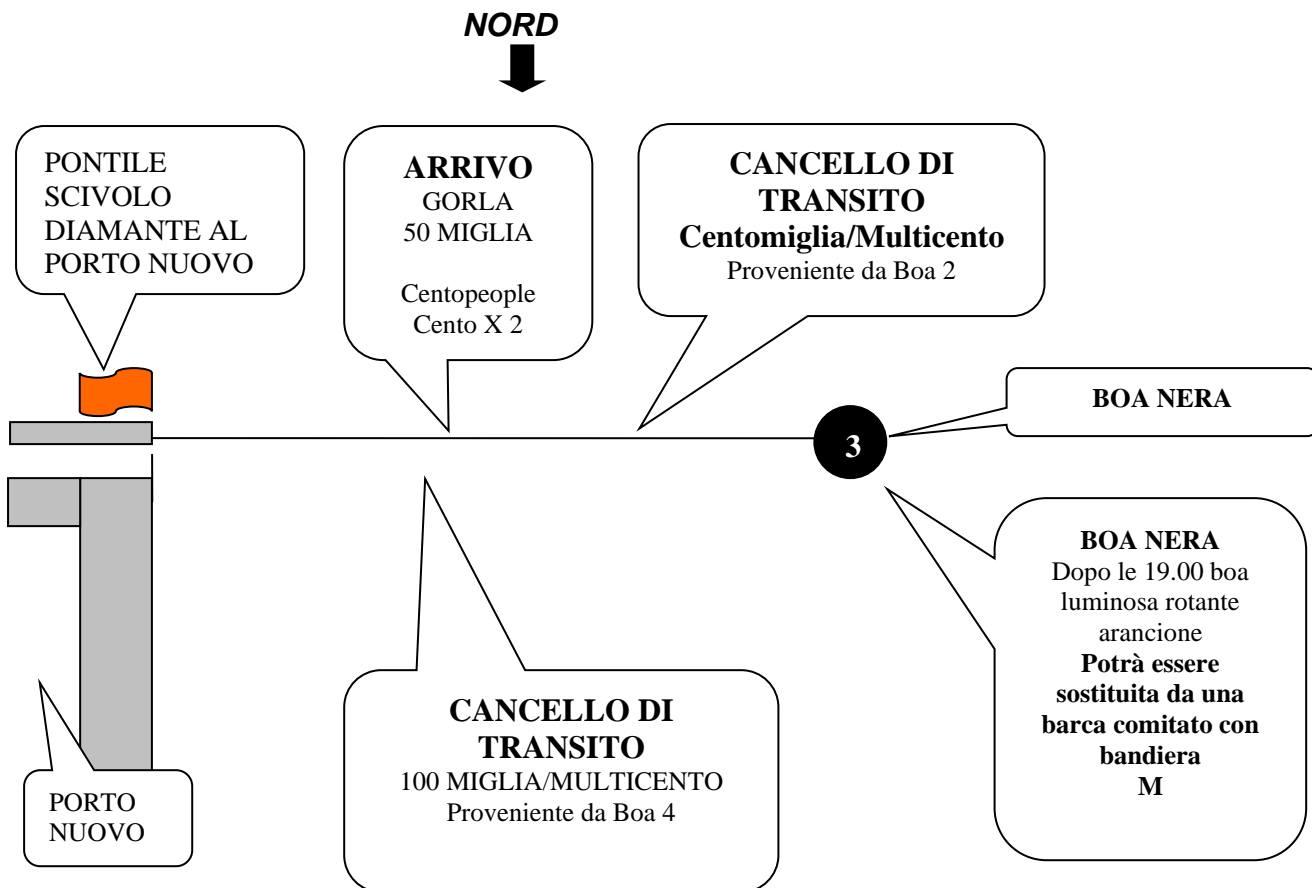 NORD
PONTILE
SCIVOLO
DIAMANTE AL
PORTO NUOVO
ARRIVO
GORLA
50 MIGLIA
Centopeople
Cento X 2
CANCELLO DI
TRANSITO
Centomiglia/Multicento
Proveniente da Boa 2
BOA NERA
3
BOA NERA
Dopo le 19.00 boa
luminosa rotante
arancione
Potrà essere
sostituita da una
barca comitato con
bandiera
M
CANCELLO DI
TRANSITO
100 MIGLIA/MULTICENTO
Proveniente da Boa 4
PORTO
NUOVO